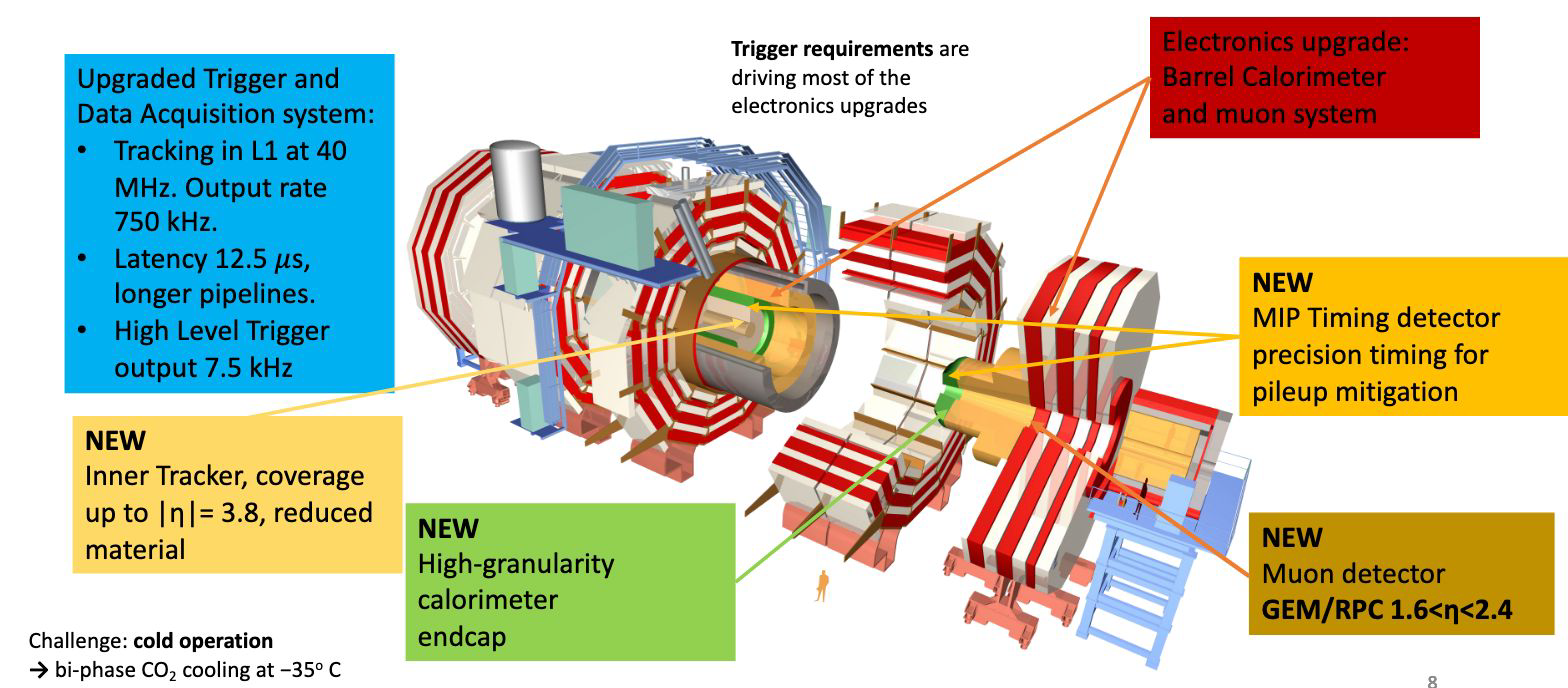 Trigger requirements are
driving most of the
electronics upgrades
Electronics upgrade:
Barrel Calorimeter
and muon system
Upgraded Trigger and
Data Acquisition system:
• Tracking in L1 at 40
MHz. Output rate
750 kHz.
• Latency 12.5 𝜇s,
longer pipelines.
• High Level Trigger
output 7.5 kHz
NEW
MIP Timing detector
precision timing for
pileup mitigation
NEW
Inner Tracker, coverage
up to |η|= 3.8, reduced
material
NEW
High-granularity
calorimeter
endcap
NEW
Muon detector
GEM/RPC 1.6<η<2.4
Challenge: cold operation
→ bi-phase CO₂ cooling at −35º C
8